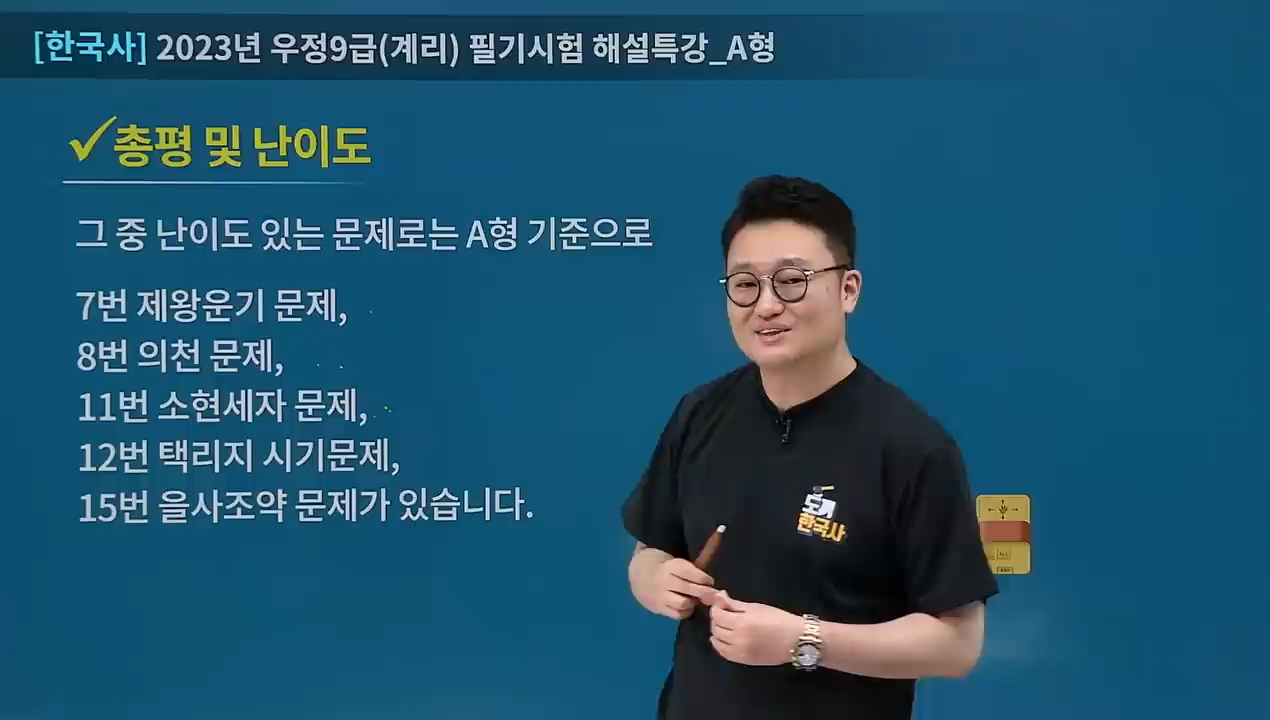 [한국사] 2023년 우정9급(계리) 필기시험 해설특강_A형
총평 및 난이도
그 중 난이도 있는 문제로는 A형 기준으로
7번 제왕운기 문제,
8번 의천 문제,
11번 소현세자 문제,
12번 택리지 시기문제,
15번 을사조약 문제가 있습니다.
한국사